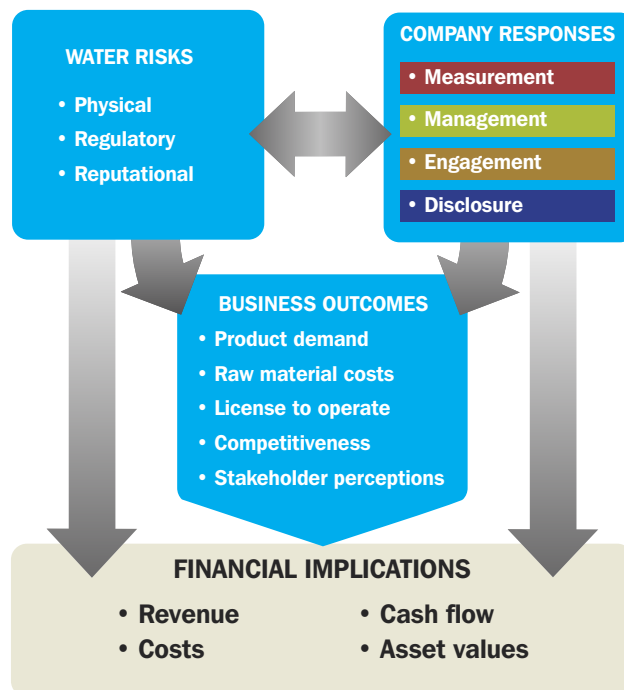 WATER RISKS
• Physical
• Regulatory
• Reputational
COMPANY RESPONSES
• Measurement
• Management
• Engagement
• Disclosure
BUSINESS OUTCOMES
• Product demand
• Raw material costs
• License to operate
• Competitiveness
• Stakeholder perceptions
FINANCIAL IMPLICATIONS
• Revenue
• Costs
• Cash flow
• Asset values